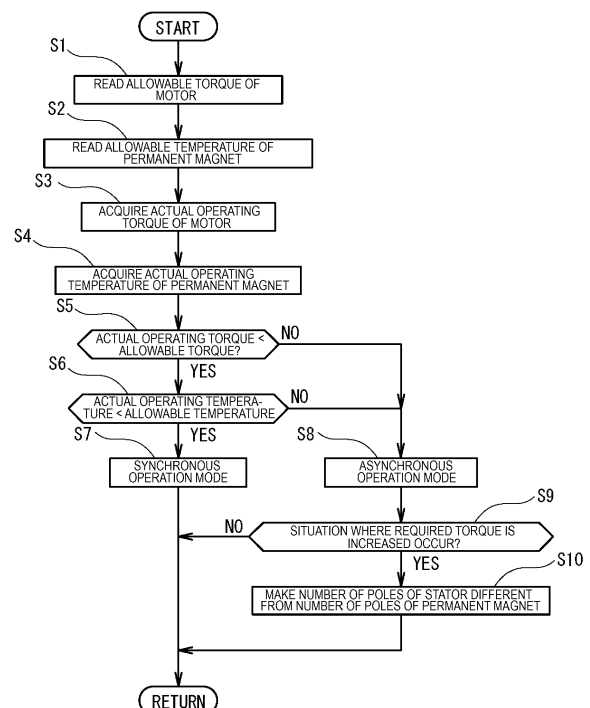 START
S1
READ ALLOWABLE TORQUE OF
MOTOR
S2
READ ALLOWABLE TEMPERATURE OF
PERMANENT MAGNET
S3
ACQUIRE ACTUAL OPERATING
TORQUE OF MOTOR
S4
ACQUIRE ACTUAL OPERATING
TEMPERATURE OF PERMANENT MAGNET
S5
ACTUAL OPERATING TORQUE <
ALLOWABLE TORQUE?
NO
YES
S6
ACTUAL OPERATING TEMPERA-
TURE < ALLOWABLE TEMPERATURE
NO
YES
S7
SYNCHRONOUS
OPERATION MODE
S8
ASYNCHRONOUS
OPERATION MODE
S9
SITUATION WHERE REQUIRED TORQUE IS
INCREASED OCCUR?
NO
YES
S10
MAKE NUMBER OF POLES OF STATOR DIFFERENT
FROM NUMBER OF POLES OF PERMANENT MAGNET
RETURN